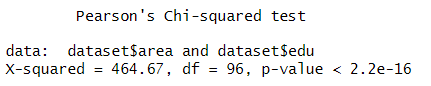 Pearson's Chi-squared test
data:  dataset$area and dataset$edu
X-squared = 464.67, df = 96, p-value < 2.2e-16